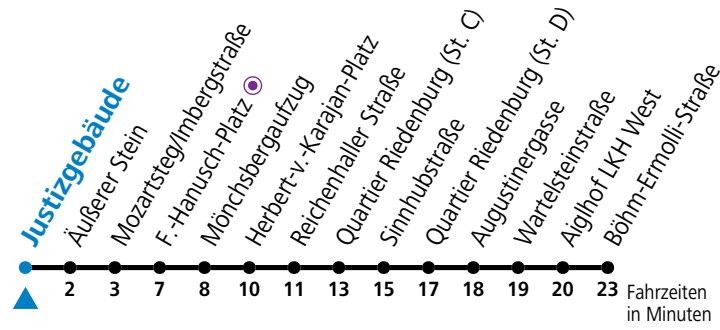 Justizgebäude
Äußerer Stein
Mozartsteg/Imbergstraße
F.-Hanusch-Platz
Mönchsbergaufzug
Herbert-v.-Karajan-Platz
Reichenhaller Straße
Quartier Riedenburg (St. C)
Sinnhubstraße
Quartier Riedenburg (St. D)
Augustinergasse
Wartelsteinstraße
Aiglhof LKH West
Böhm-Ermolli-Straße
2 3 7 8 10 11 13 15 17 18 19 20 23 Fahrzeiten
in Minuten